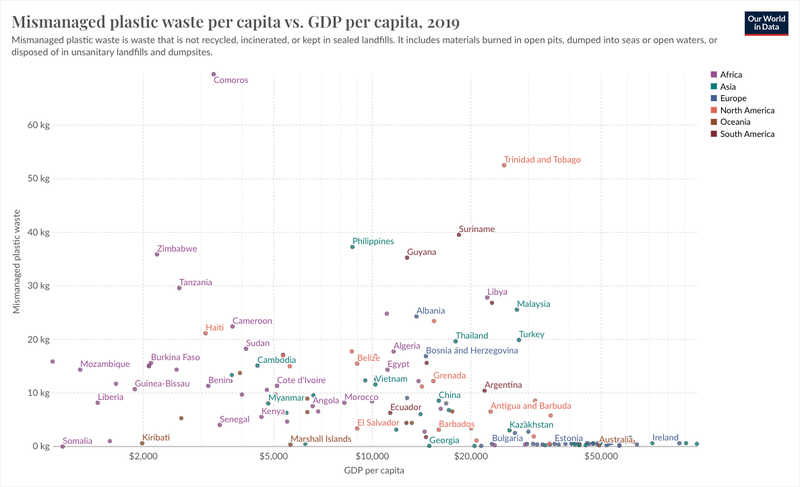 Mismanaged plastic waste per capita vs. GDP per capita, 2019
Our World
in Data
Mismanaged plastic waste is waste that is not recycled, incinerated, or kept in sealed landfills. It includes materials burned in open pits, dumped into seas or open waters, or
disposed of in unsanitary landfills and dumpsites.
Africa
Asia
Europe
North America
Oceania
South America
Comoros
60 kg
Trinidad and Tobago
50 kg
40 kg
Suriname
Philippines
Zimbabwe
Guyana
30 kg
Tanzania
Libya
Malaysia
Albania
Haiti
Cameroon
20 kg
Thailand
Turkey
Sudan
Algeria
Bosnia and Herzegovina
Burkina Faso
Cambodia
Belize
Mozambique
Egypt
Guinea-Bissau
Benin
Cote d'Ivoire
Vietnam
Grenada
10 kg
Liberia
Myanmar
Angola
Morocco
China
Argentina
Senegal
Kenya
Ecuador
Antigua and Barbuda
El Salvador
Barbados
Kazakhstan
0 kg
Somalia
Kiribati
Marshall Islands
Georgia
Bulgaria
Estonia
Australia
Ireland
$2,000
$5,000
$10,000
$20,000
$50,000
GDP per capita
Mismanaged plastic waste